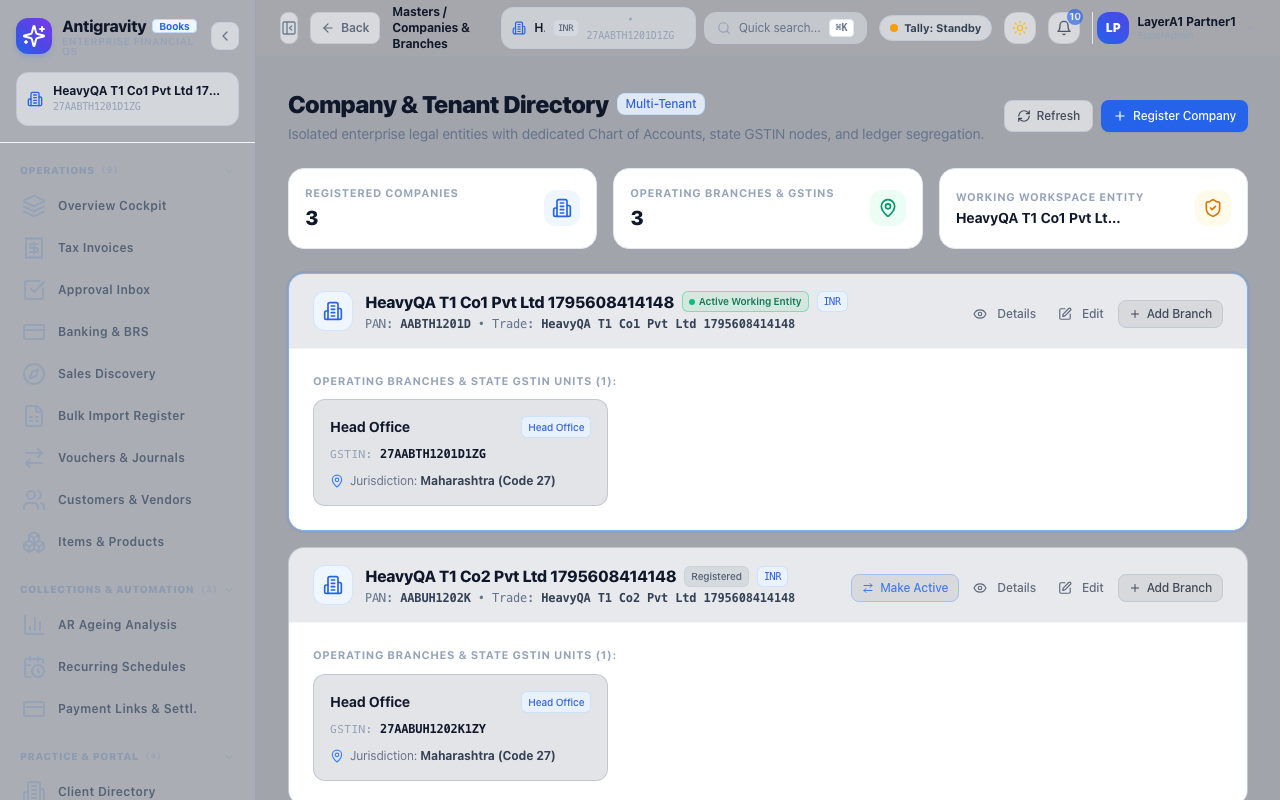 Antigravity Books
ENTERPRISE FINANCIAL OS
HeavyQA T1 Co1 Pvt Ltd 17...
27AABTH1201D1ZG
OPERATIONS (9)
Overview Cockpit
Tax Invoices
Approval Inbox
Banking & BRS
Sales Discovery
Bulk Import Register
Vouchers & Journals
Customers & Vendors
Items & Products
COLLECTIONS & AUTOMATION (3)
AR Ageing Analysis
Recurring Schedules
Payment Links & Settl.
PRACTICE & PORTAL (4)
Client Directory
Back
Masters /
Companies &
Branches
H. INR • 27AABTH1201D1ZG
Quick search... ⌘K
Tally: Standby
10
LP LayerA1 Partner1
Company & Tenant Directory Multi-Tenant
Isolated enterprise legal entities with dedicated Chart of Accounts, state GSTIN nodes, and ledger segregation.
Refresh
Register Company
REGISTERED COMPANIES
3
OPERATING BRANCHES & GSTINS
3
WORKING WORKSPACE ENTITY
HeavyQA T1 Co1 Pvt Lt...
HeavyQA T1 Co1 Pvt Ltd 1795608414148 Active Working Entity INR
PAN: AABTH1201D • Trade: HeavyQA T1 Co1 Pvt Ltd 1795608414148
Details Edit Add Branch
OPERATING BRANCHES & STATE GSTIN UNITS (1):
Head Office Head Office
GSTIN: 27AABTH1201D1ZG
Jurisdiction: Maharashtra (Code 27)
HeavyQA T1 Co2 Pvt Ltd 1795608414148 Registered INR
PAN: AABUH1202K • Trade: HeavyQA T1 Co2 Pvt Ltd 1795608414148
Make Active Details Edit Add Branch
OPERATING BRANCHES & STATE GSTIN UNITS (1):
Head Office Head Office
GSTIN: 27AABUH1202K1ZY
Jurisdiction: Maharashtra (Code 27)